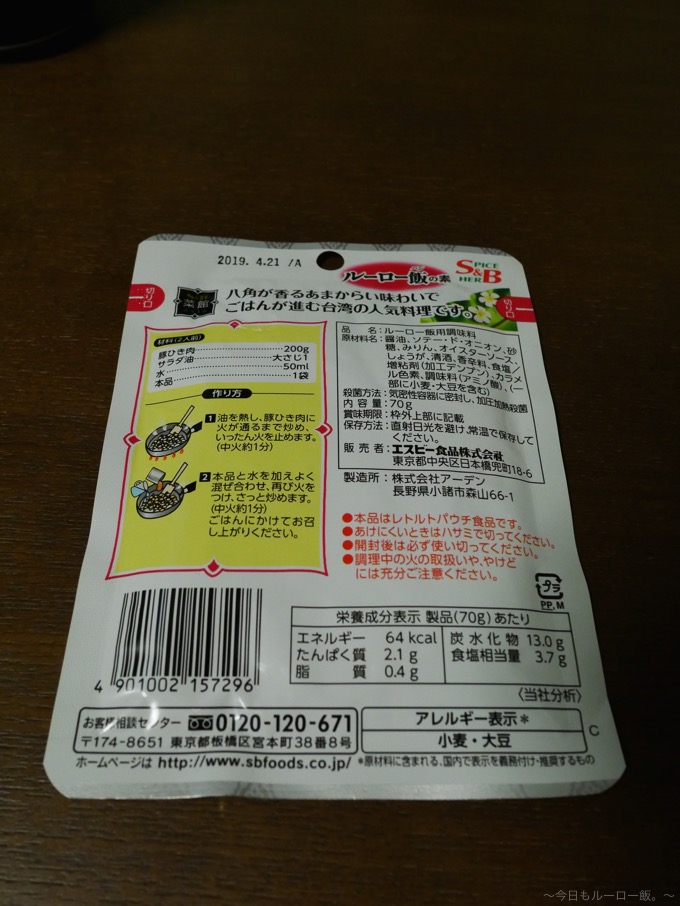 2019. 4.21 /A
ルーロー飯の素
S&B
SPICE
HERB
切り口
切り口
菜館
八角が香るあまからい味わいで
ごはんが進む台湾の人気料理です。
材料(2人前)
豚ひき肉 200g
サラダ油 大さじ1
水 50ml
本品 1袋
作り方
1 油を熱し、豚ひき肉に
火が通るまで炒め、
いったん火を止めます。
(中火約1分)
2 本品と水を加えよく
混ぜ合わせ、再び火を
つけ、さっと炒めます。
(中火約1分)
ごはんにかけてお召
し上がりください。
品名:ルーロー飯用調味料
原材料名:醤油、ソテー・ド・オニオン、砂
糖、みりん、オイスターソース、
しょうが、清酒、香辛料、食塩/
増粘剤(加工デンプン)、カラメ
ル色素、調味料(アミノ酸)、(一
部に小麦・大豆を含む)
殺菌方法:気密性容器に密封し、加圧加熱殺菌
内容量:70g
賞味期限:枠外上部に記載
保存方法:直射日光を避け、常温で保存して
ください。
販売者:エスビー食品株式会社
東京都中央区日本橋兜町18-6
製造所:株式会社アーデン
長野県小諸市森山66-1
●本品はレトルトパウチ食品です。
●あけにくいときはハサミで切ってください。
●開封後は必ず使い切ってください。
●調理中の火の取扱いや、やけど
には充分ご注意ください。
プラ
PP, M
4 901002 157296
栄養成分表示 製品(70g)あたり
エネルギー 64 kcal 炭水化物 13.0 g
たんぱく質 2.1 g 食塩相当量 3.7 g
脂質 0.4 g
〈当社分析〉
お客様相談センター 0120-120-671
〒174-8651 東京都板橋区宮本町38番8号
アレルギー表示*
小麦・大豆
C
ホームページは http://www.sbfoods.co.jp/ *原材料に含まれる、国内で表示を義務付け・推奨するもの
～今日もルーロー飯。～